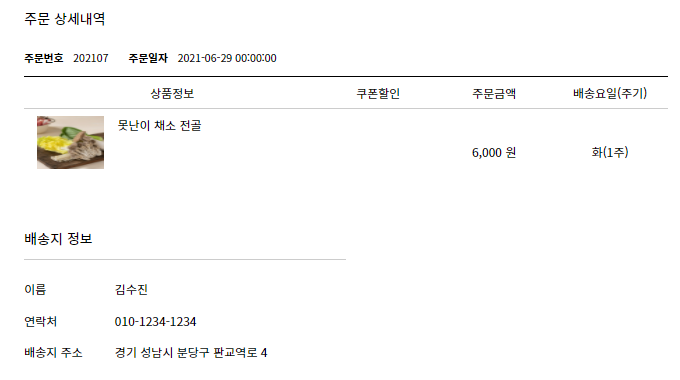 주문 상세내역
주문번호 202107 주문일자 2021-06-29 00:00:00
상품정보 쿠폰할인 주문금액 배송요일(주기)
못난이 채소 전골
6,000 원 화(1주)
배송지 정보
이름 김수진
연락처 010-1234-1234
배송지 주소 경기 성남시 분당구 판교역로 4